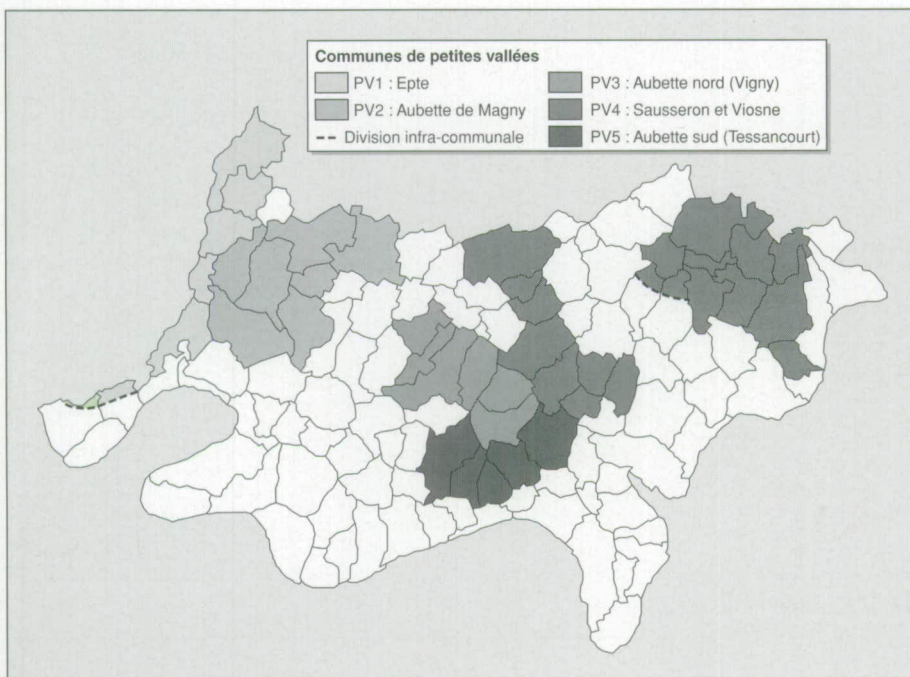 Communes de petites vallées
PV1 : Epte
PV2 : Aubette de Magny
Division infra-communale
PV3 : Aubette nord (Vigny)
PV4 : Sausseron et Viosne
PV5 : Aubette sud (Tessancourt)